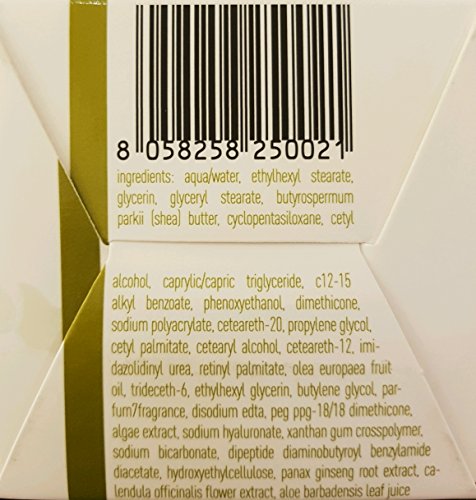 8 058258 250021
ingredients: aqua/water, ethylhexyl stearate,
glycerin, glyceryl stearate, butyrospermum
parkii (shea) butter, cyclopentasiloxane, cetyl
alcohol, caprylic/capric triglyceride, c12-15
alkyl benzoate, phenoxyethanol, dimethicone,
sodium polyacrylate, ceteareth-20, propylene glycol,
cetyl palmitate, cetearyl alcohol, ceteareth-12, imi-
dazolidinyl urea, retinyl palmitate, olea europaea fruit
oil, trideceth-6, ethylhexyl glycerin, butylene glycol, par-
fum7fragrance, disodium edta, peg ppg-18/18 dimethicone,
algae extract, sodium hyaluronate, xanthan gum crosspolymer,
sodium bicarbonate, dipeptide diaminobutyroyl benzylamide
diacetate, hydroxyethylcellulose, panax ginseng root extract, ca-
lendula officinalis flower extract, aloe barbadensis leaf juice